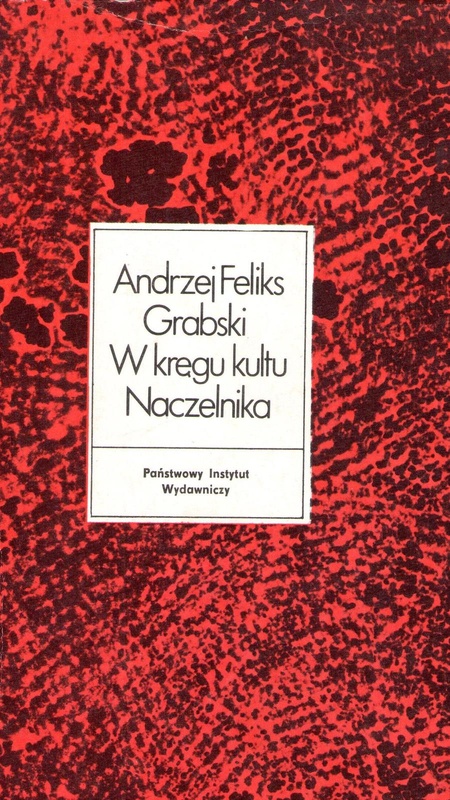 Andrzej Feliks
Grabski
W kręgu kultu
Naczelnika
Państwowy Instytut
Wydawniczy